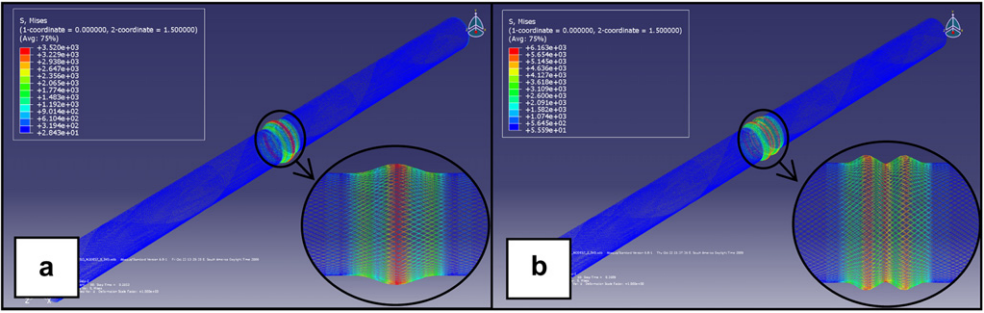 S, Mises
(1-coordinate = 0.000000, 2-coordinate = 1.500000)
(Avg: 75%)
+3.520e+03
+3.229e+03
+2.938e+03
+2.647e+03
+2.356e+03
+2.065e+03
+1.774e+03
+1.483e+03
+1.192e+03
+9.014e+02
+6.104e+02
+3.194e+02
+2.843e+01
a
Z X
S, Mises
(1-coordinate = 0.000000, 2-coordinate = 1.500000)
(Avg: 75%)
+6.163e+03
+5.654e+03
+5.145e+03
+4.636e+03
+4.127e+03
+3.618e+03
+3.109e+03
+2.600e+03
+2.091e+03
+1.582e+03
+1.074e+03
+5.645e+02
+5.559e+01
b